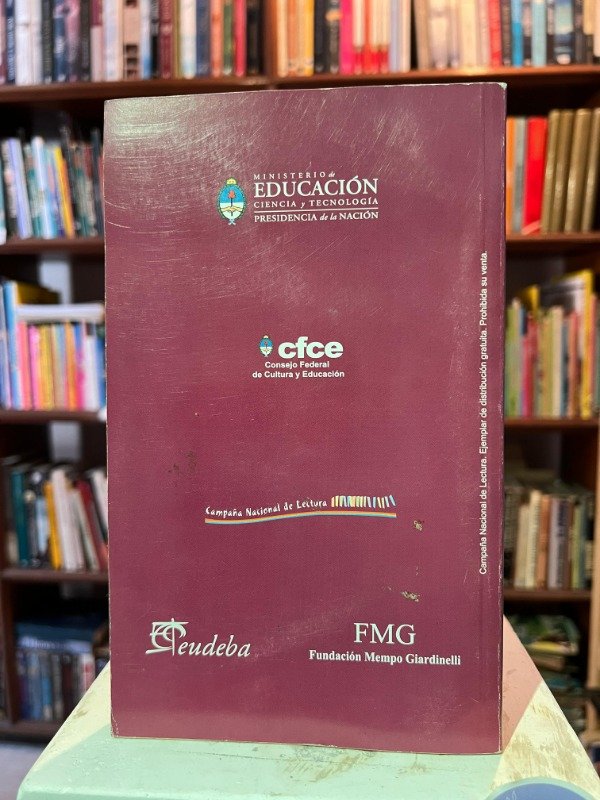 MINISTERIO de
EDUCACIÓN
CIENCIA y TECNOLOGÍA
PRESIDENCIA de la NACIÓN
cfce
Consejo Federal
de Cultura y Educación
Campaña Nacional de Lectura
eudeba
FMG
Fundación Mempo Giardinelli
Campaña Nacional de Lectura. Ejemplar de distribución gratuita. Prohibida su venta.